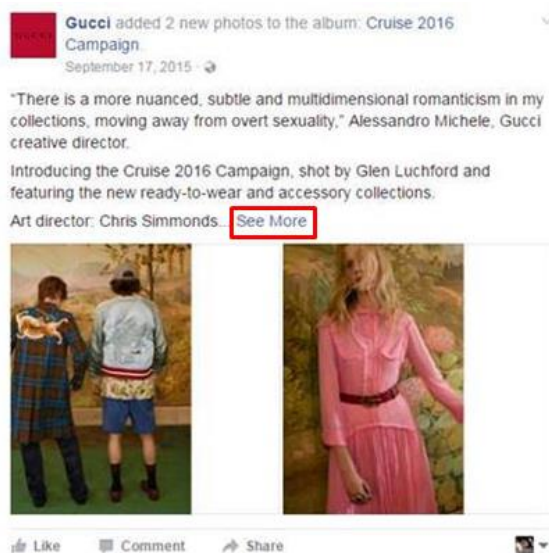 GUCCI
Gucci added 2 new photos to the album: Cruise 2016
Campaign.
September 17, 2015 ·
"There is a more nuanced, subtle and multidimensional romanticism in my
collections, moving away from overt sexuality," Alessandro Michele, Gucci
creative director.
Introducing the Cruise 2016 Campaign, shot by Glen Luchford and
featuring the new ready-to-wear and accessory collections.
Art director: Chris Simmonds... See More
Like Comment Share